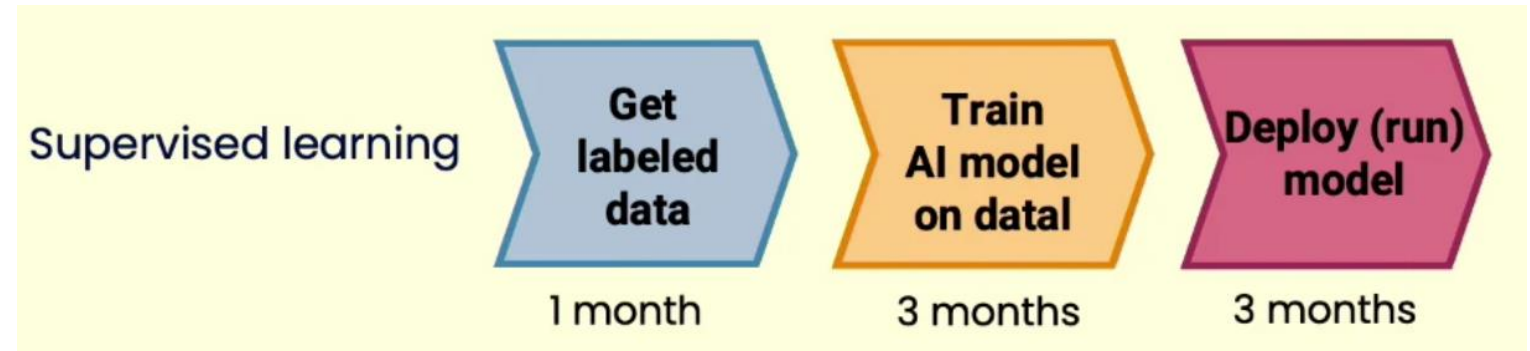 Supervised learning
Get
labeled
data
1 month
Train
AI model
on datal
3 months
Deploy (run)
model
3 months